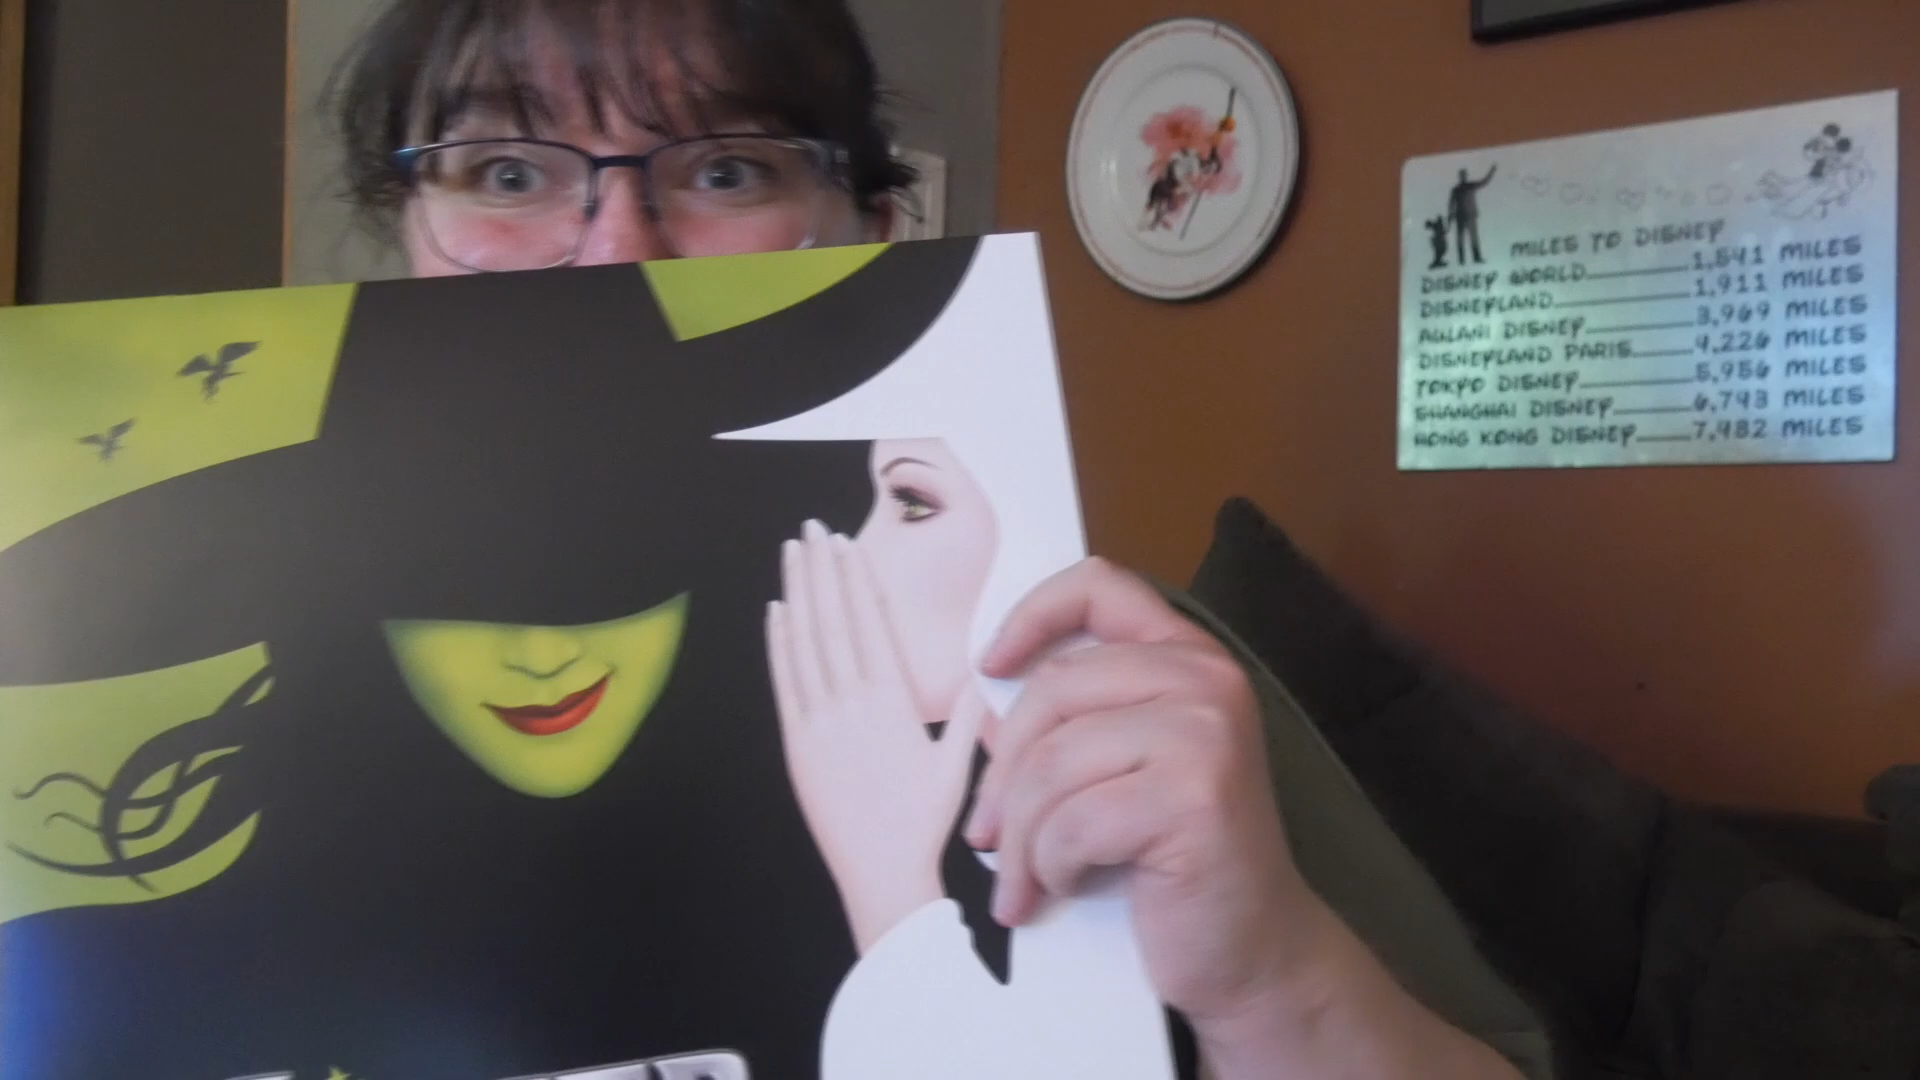 MILES TO DISNEY
DISNEY WORLD 1,541 MILES
DISNEYLAND 1,911 MILES
AULANI DISNEY 3,969 MILES
DISNEYLAND PARIS 4,226 MILES
TOKYO DISNEY 5,956 MILES
SHANGHAI DISNEY 6,743 MILES
HONG KONG DISNEY 7,482 MILES